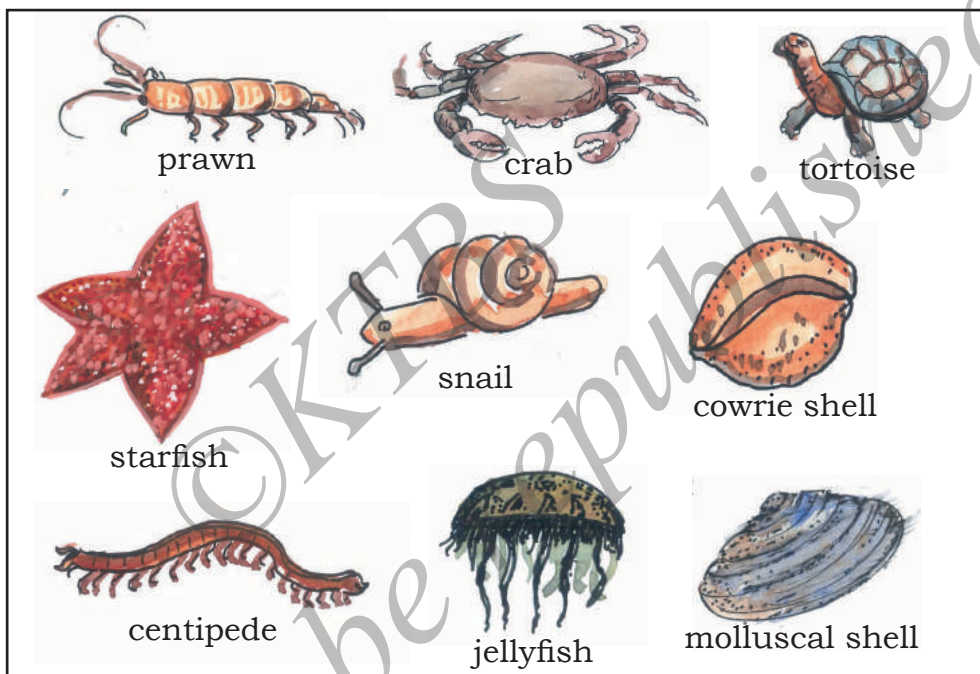 prawn
crab
tortoise
starfish
snail
cowrie shell
centipede
jellyfish
molluscal shell
©KTBS
be republished